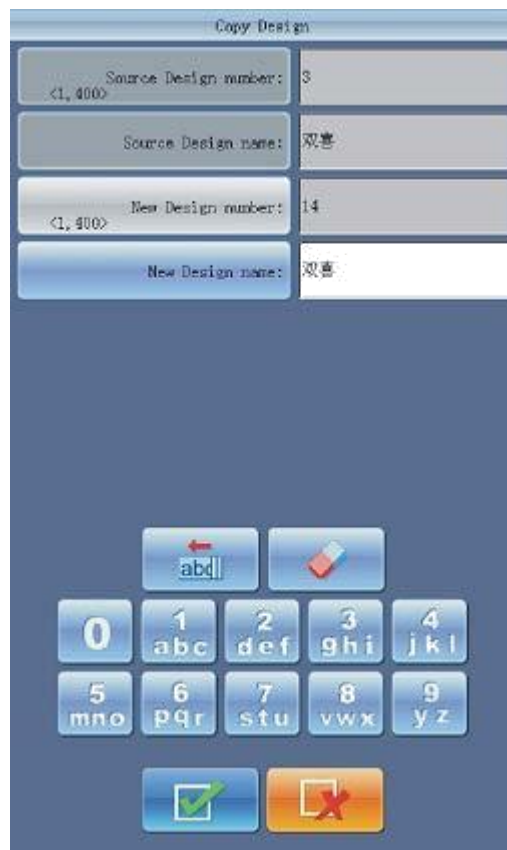 Copy Design
Source Design number: 3
<1,400>
Source Design name: 双喜
New Design number: 14
<1,400>
New Design name: 双喜
abc
0 1 2 3 4
abc def ghi jkl
5 6 7 8 9
mno pqr stu vwx yz